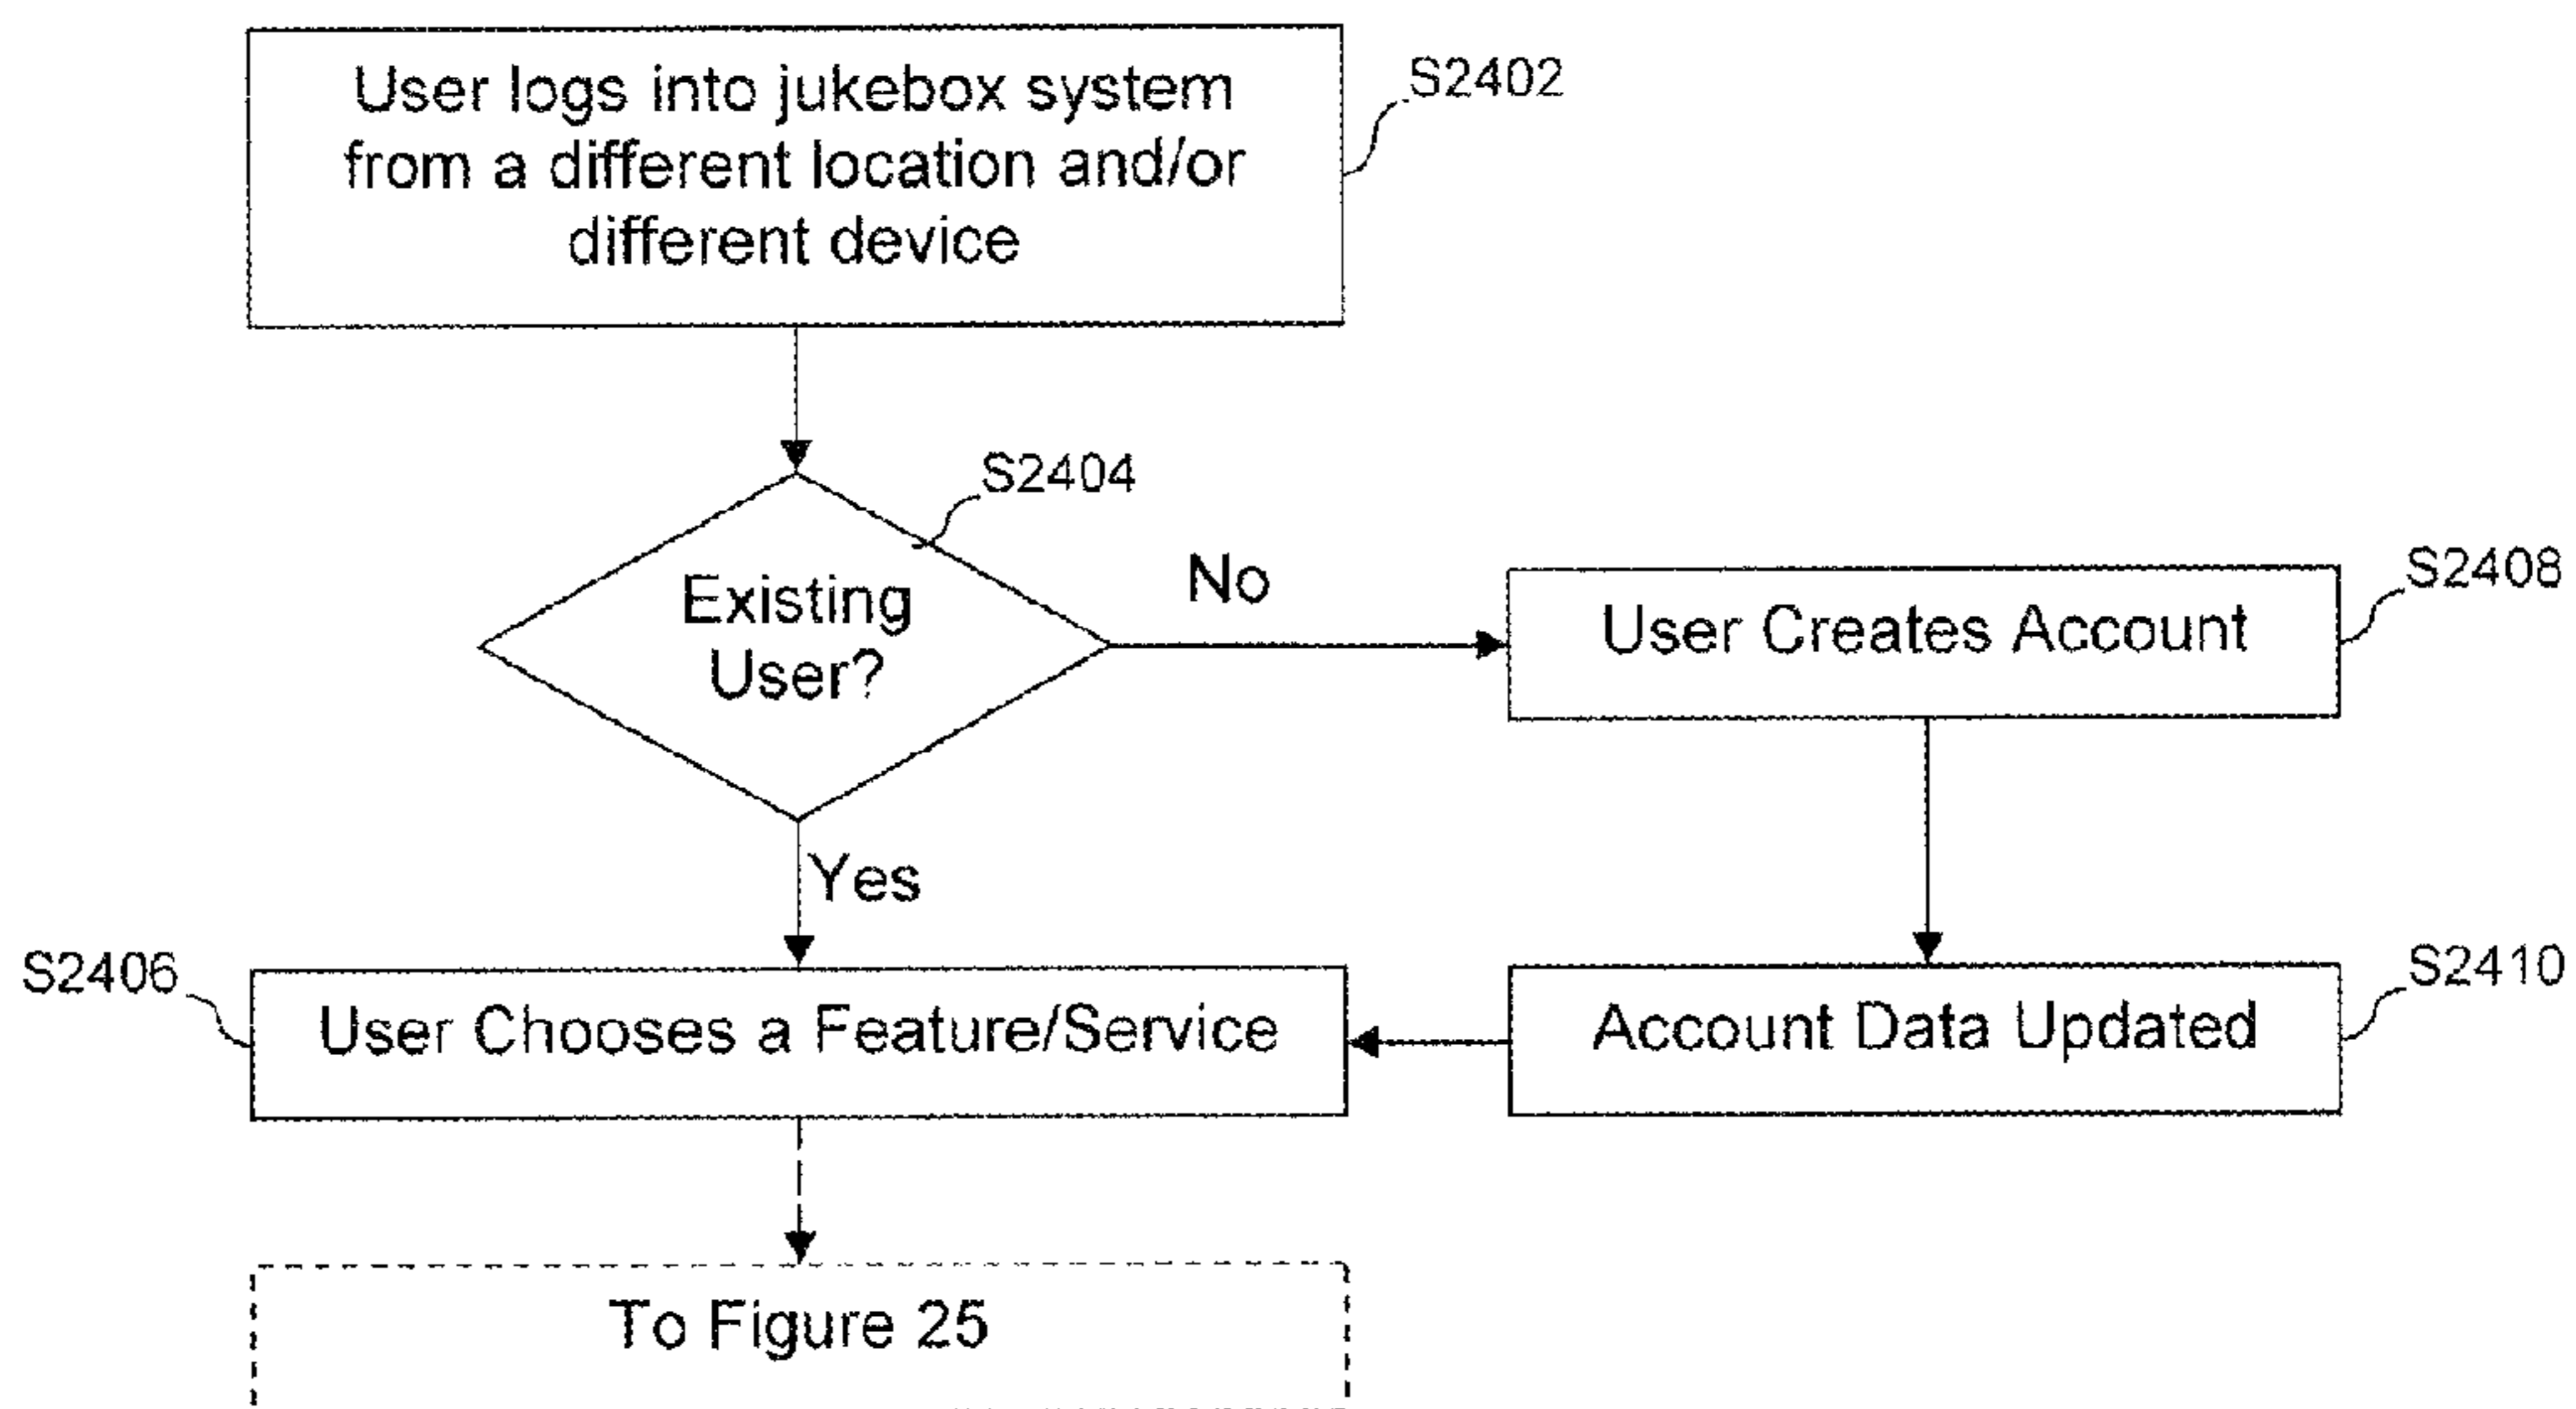 User logs into jukebox system
from a different location and/or
different device
S2402
S2404
Existing
User?
No
User Creates Account
S2408
Yes
S2406
User Chooses a Feature/Service
Account Data Updated
S2410
To Figure 25